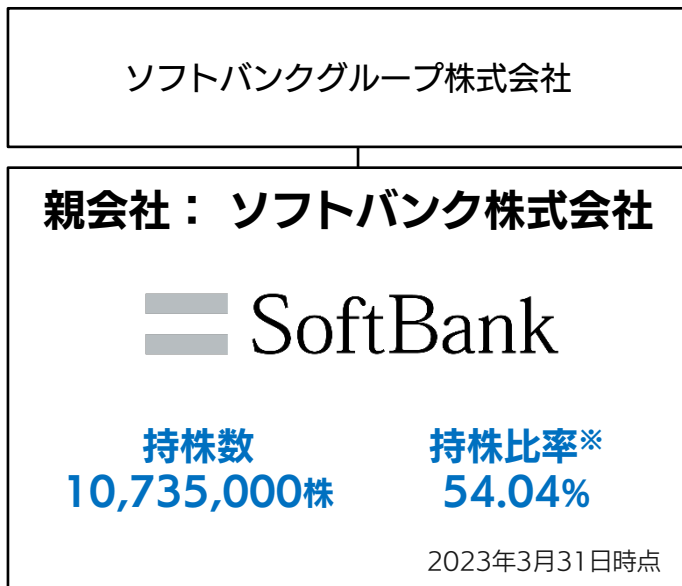 ソフトバンクグループ株式会社
親会社： ソフトバンク株式会社
SoftBank
持株数 持株比率※
10,735,000株 54.04%
2023年3月31日時点